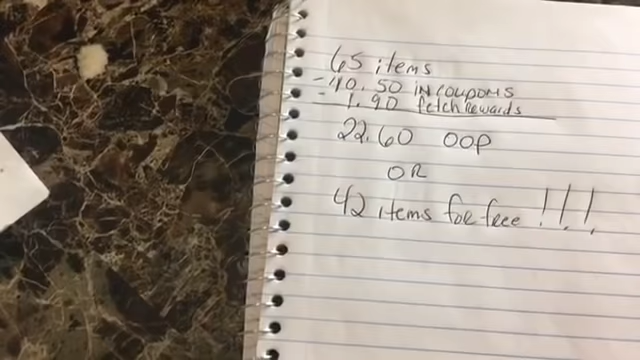 65 items
- 40.50 in coupons
- 1.90 fetch rewards
22.60 OOP
OR
42 items for free !!!